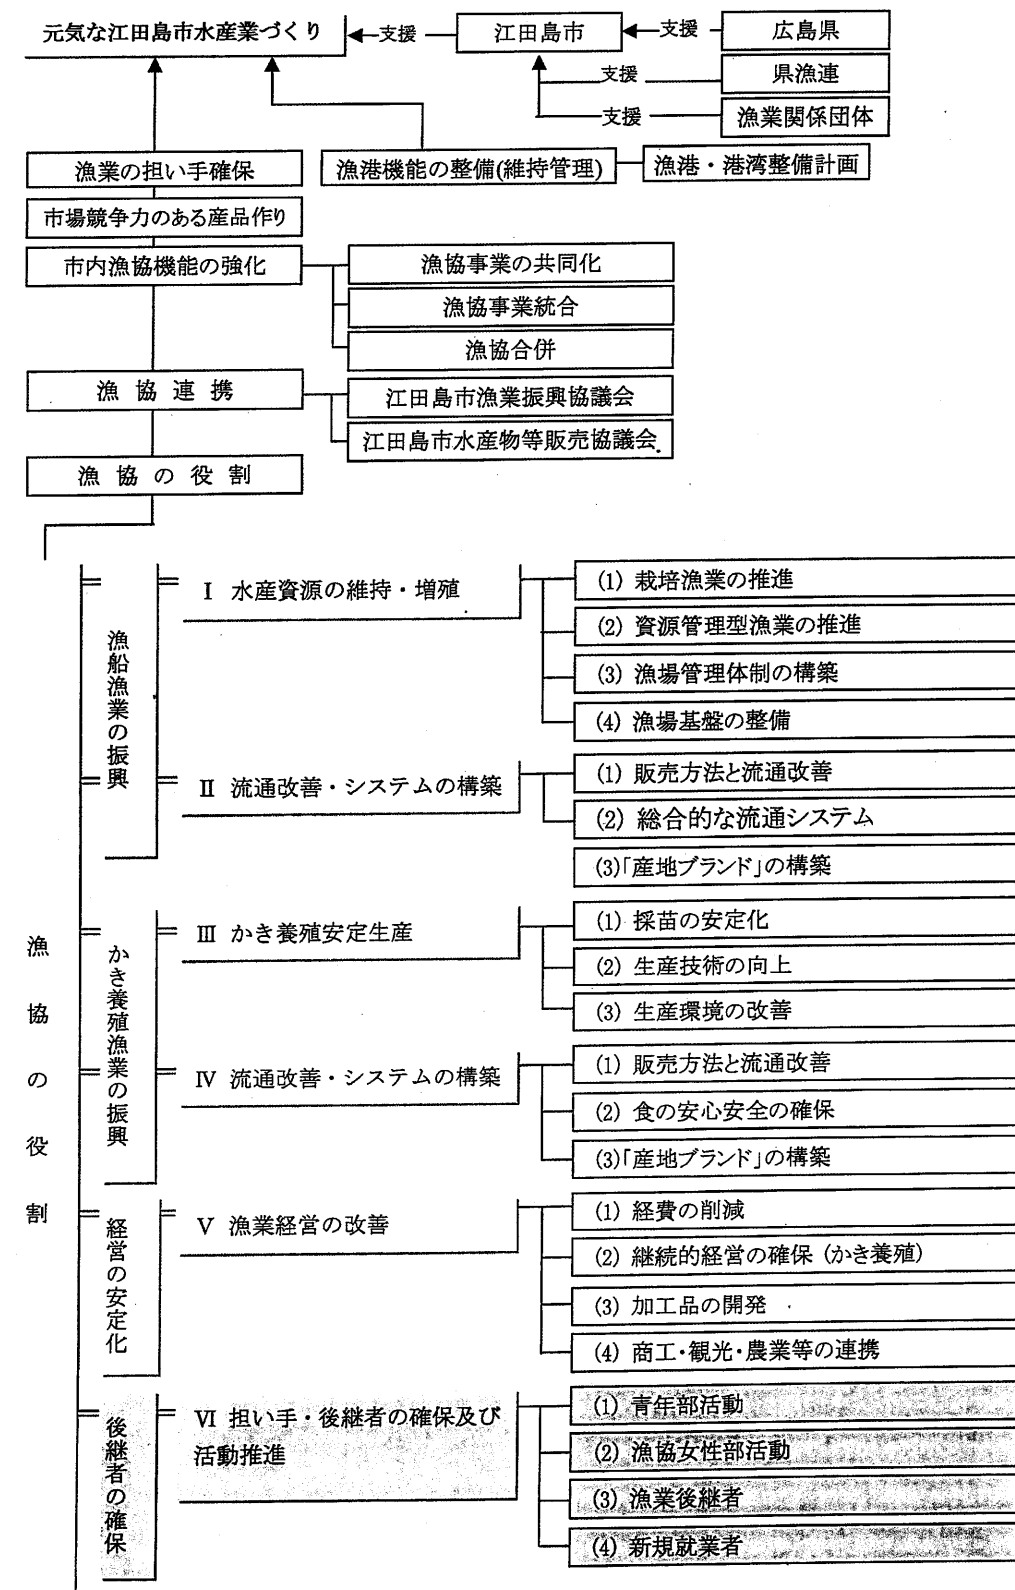 元気な江田島市水産業づくり
支援
江田島市
支援
広島県
支援
県漁連
支援
漁業関係団体
漁業の担い手確保
漁港機能の整備(維持管理)
漁港・港湾整備計画
市場競争力のある産品作り
市内漁協機能の強化
漁協事業の共同化
漁協事業統合
漁協合併
漁協連携
江田島市漁業振興協議会
江田島市水産物等販売協議会
漁協の役割
漁協の役割
漁船漁業の振興
Ⅰ 水産資源の維持・増殖
(1) 栽培漁業の推進
(2) 資源管理型漁業の推進
(3) 漁場管理体制の構築
(4) 漁場基盤の整備
Ⅱ 流通改善・システムの構築
(1) 販売方法と流通改善
(2) 総合的な流通システム
(3)「産地ブランド」の構築
かき養殖漁業の振興
Ⅲ かき養殖安定生産
(1) 採苗の安定化
(2) 生産技術の向上
(3) 生産環境の改善
Ⅳ 流通改善・システムの構築
(1) 販売方法と流通改善
(2) 食の安心安全の確保
(3)「産地ブランド」の構築
経営の安定化
Ⅴ 漁業経営の改善
(1) 経費の削減
(2) 継続的経営の確保（かき養殖）
(3) 加工品の開発
(4) 商工・観光・農業等の連携
後継者の確保
Ⅵ 担い手・後継者の確保及び
活動推進
(1) 青年部活動
(2) 漁協女性部活動
(3) 漁業後継者
(4) 新規就業者